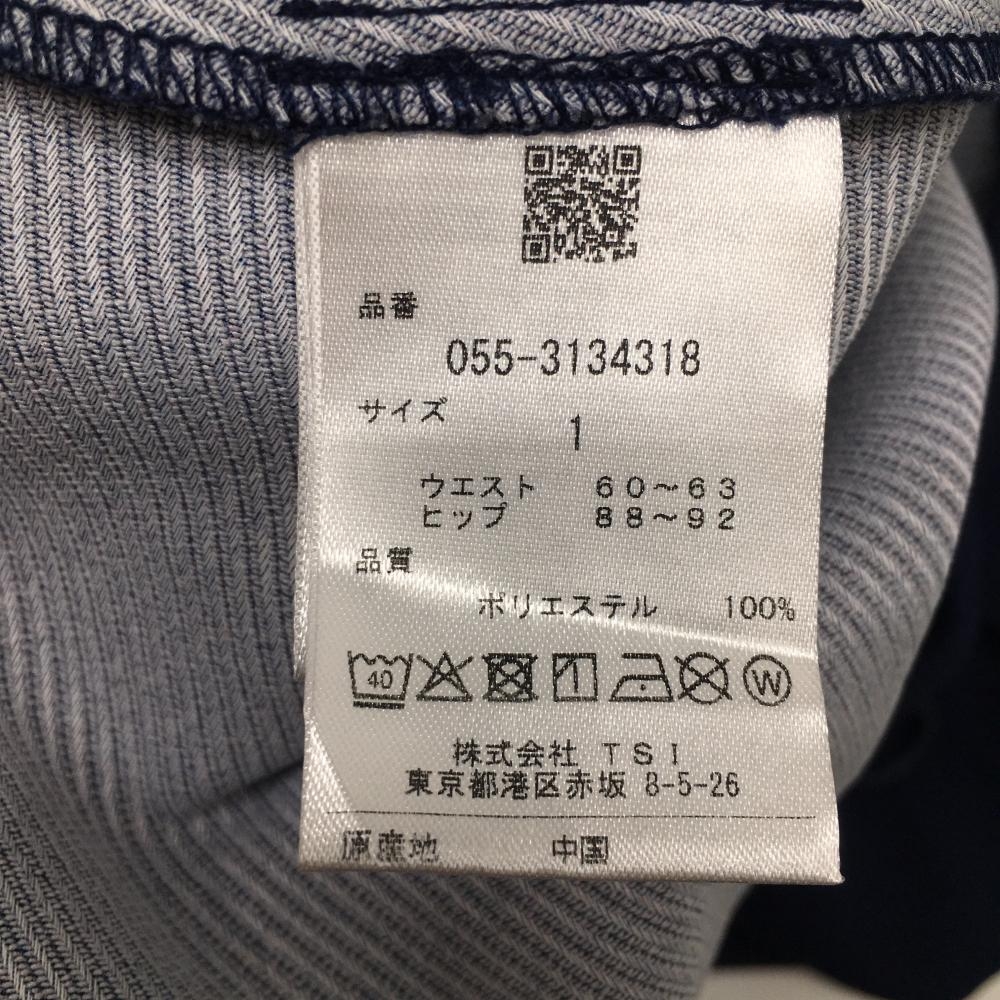 品番
055-3134318
サイズ
1
ウエスト 60～63
ヒップ 88～92
品質
ポリエステル 100%
40
W
株式会社 TSI
東京都港区赤坂 8-5-26
原産地 中国